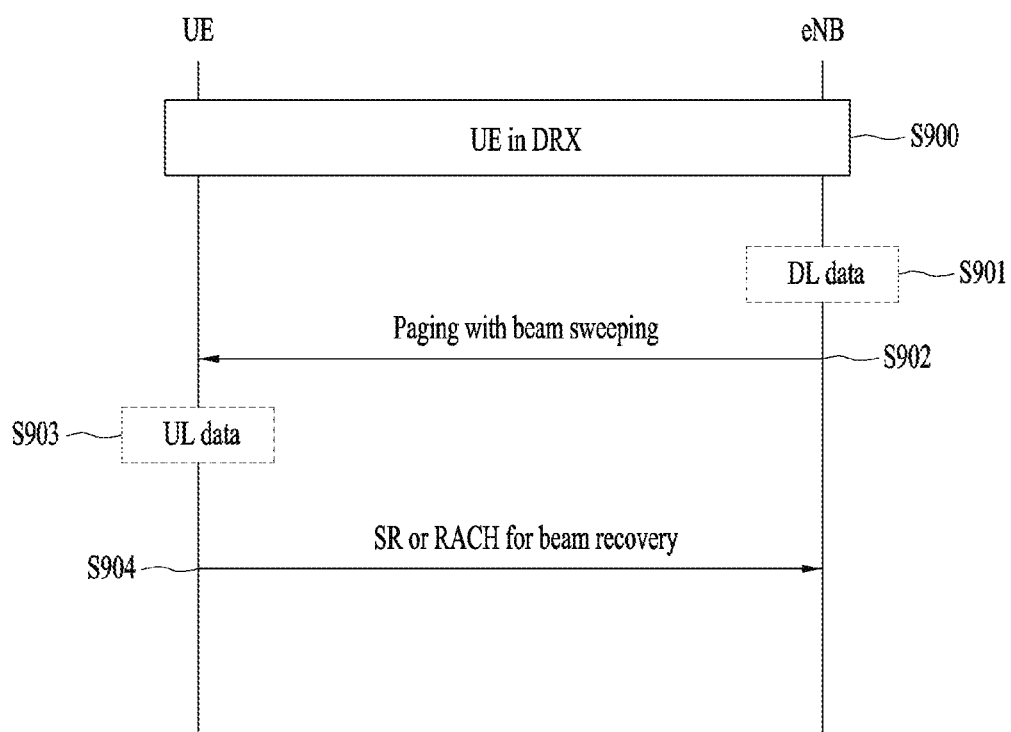 UE
eNB
UE in DRX
S900
DL data
S901
Paging with beam sweeping
S902
S903
UL data
SR or RACH for beam recovery
S904